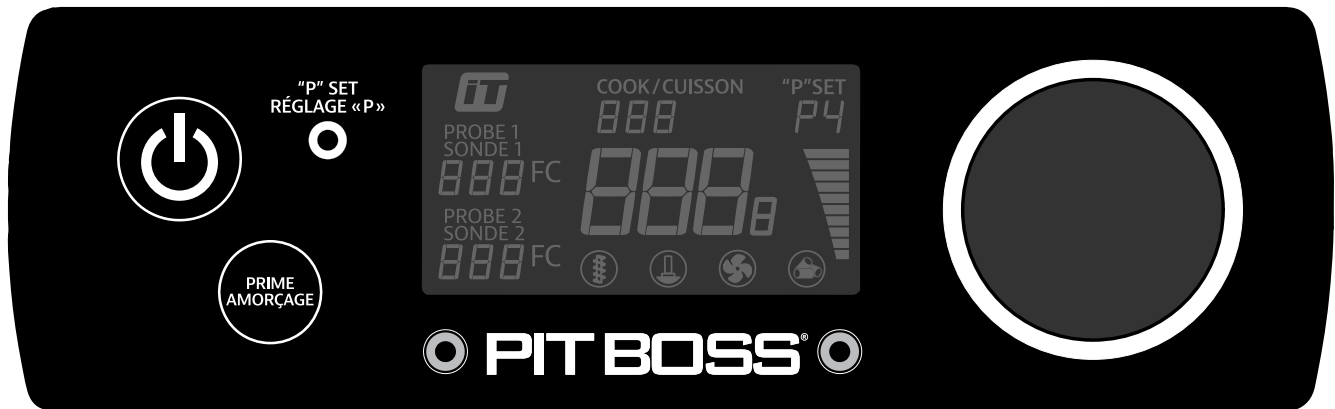 "P" SET
RÉGLAGE «P»
PRIME
AMORÇAGE
iT
COOK/CUISSON
888
"P"SET
P4
PROBE 1
SONDE 1
888 FC
8888
PROBE 2
SONDE 2
888 FC
PIT BOSS®